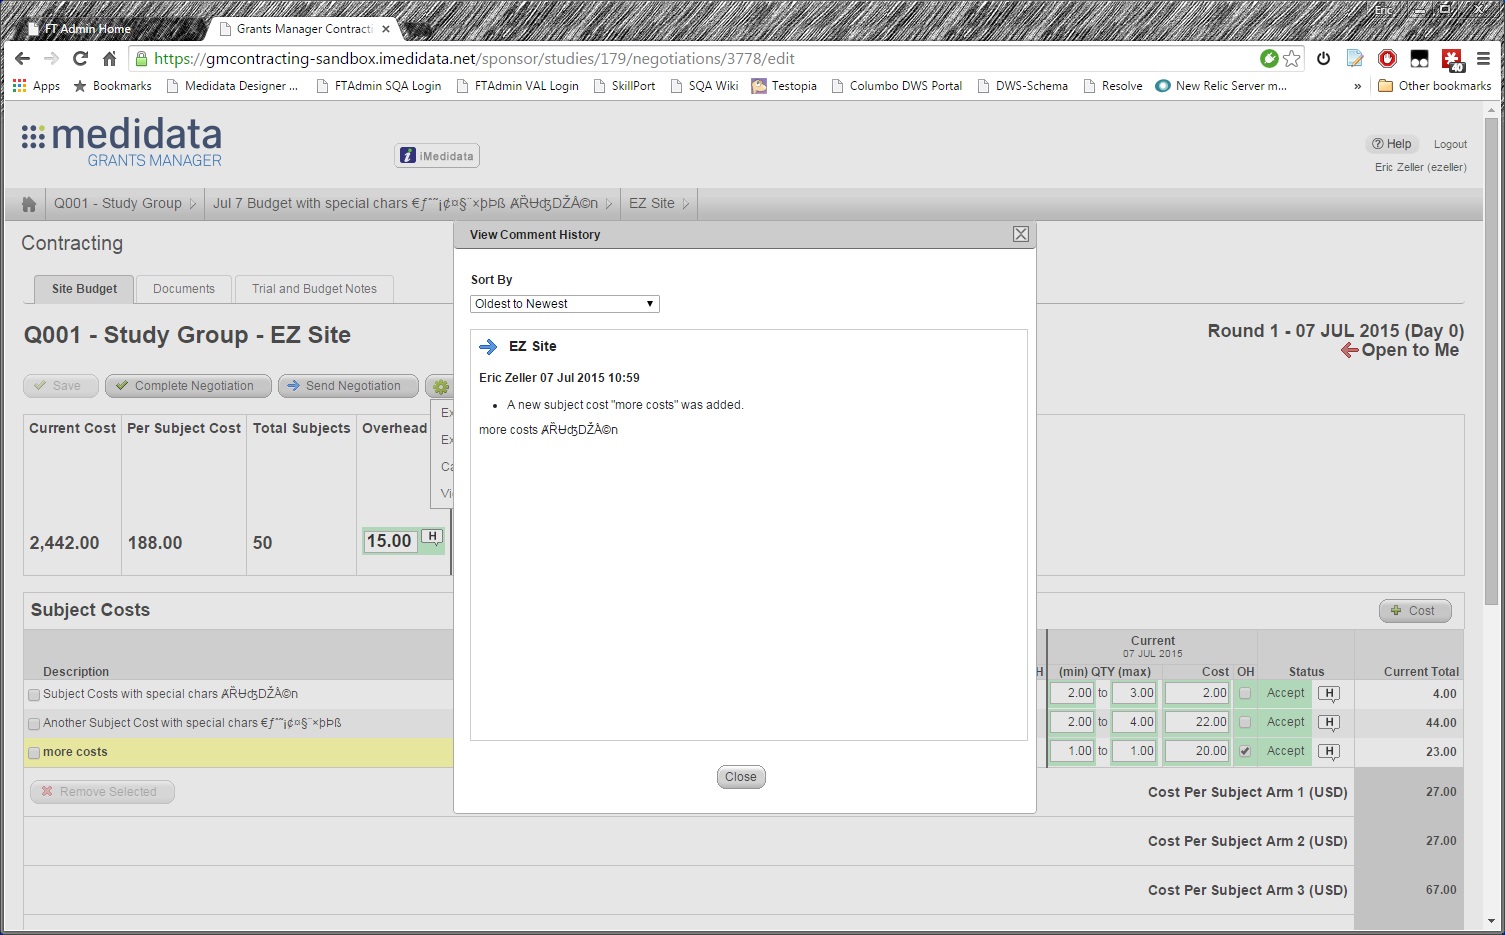 Eric
FT Admin Home
Grants Manager Contracti
https://gmcontracting-sandbox.imedidata.net/sponsor/studies/179/negotiations/3778/edit
Apps Bookmarks Medidata Designer ... FTAdmin SQA Login FTAdmin VAL Login SkillPort SQA Wiki Testopia Columbo DWS Portal DWS-Schema Resolve New Relic Server m... » Other bookmarks
medidata
GRANTS MANAGER
iMedidata
Help Logout
Eric Zeller (ezeller)
Q001 - Study Group Jul 7 Budget with special chars €ƒˆ˜¡¢¤§¨×þÞß ȺȐɄʤDŽÂ©n EZ Site
Contracting
View Comment History
Site Budget Documents Trial and Budget Notes
Sort By
Oldest to Newest
Q001 - Study Group - EZ Site
Round 1 - 07 JUL 2015 (Day 0)
Open to Me
EZ Site
Eric Zeller 07 Jul 2015 10:59
• A new subject cost "more costs" was added.
more costs ȺȐɄʤDŽÂ©n
Save Complete Negotiation Send Negotiation
Ex
Ex
Ca
Vi
Current Cost Per Subject Cost Total Subjects Overhead
2,442.00 188.00 50 15.00 H
Subject Costs
Cost
Current
07 JUL 2015
Description H (min) QTY (max) Cost OH Status Current Total
Subject Costs with special chars ȺȐɄʤDŽÂ©n 2.00 to 3.00 2.00 Accept H 4.00
Another Subject Cost with special chars €ƒˆ˜¡¢¤§¨×þÞß 2.00 to 4.00 22.00 Accept H 44.00
more costs 1.00 to 1.00 20.00 Accept H 23.00
Close
Remove Selected
Cost Per Subject Arm 1 (USD) 27.00
Cost Per Subject Arm 2 (USD) 27.00
Cost Per Subject Arm 3 (USD) 67.00